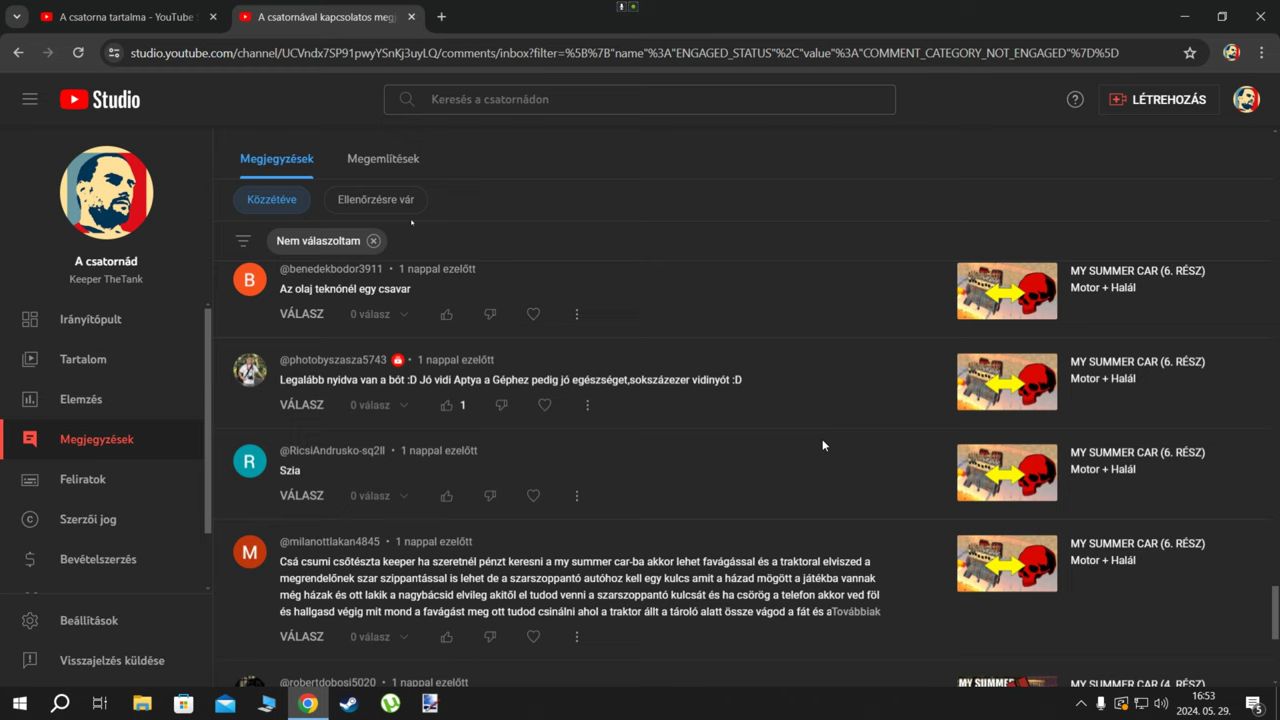 A csatorna tartalma - YouTube S
A csatornával kapcsolatos megj
studio.youtube.com/channel/UCVndx7SP91pwyYSnKj3uyLQ/comments/inbox?filter=%5B%7B"name"%3A"ENGAGED_STATUS"%2C"value"%3A"COMMENT_CATEGORY_NOT_ENGAGED"%7D%5D
Studio
Keresés a csatornádon
LÉTREHOZÁS
A csatornád
Keeper TheTank
Irányítópult
Tartalom
Elemzés
Megjegyzések
Feliratok
Szerzői jog
Bevételszerzés
Beállítások
Visszajelzés küldése
Megjegyzések
Megemlítések
Közzétéve
Ellenőrzésre vár
Nem válaszoltam
@benedekbodor3911 • 1 nappal ezelőtt
Az olaj teknónél egy csavar
VÁLASZ 0 válasz
MY SUMMER CAR (6. RÉSZ)
Motor + Halál
@photobyszasza5743 • 1 nappal ezelőtt
Legalább nyidva van a bót :D Jó vidi Aptya a Géphez pedig jó egészséget,sokszázezer vidinyót :D
VÁLASZ 0 válasz 1
MY SUMMER CAR (6. RÉSZ)
Motor + Halál
@RicsiAndrusko-sq2ll • 1 nappal ezelőtt
Szia
VÁLASZ 0 válasz
MY SUMMER CAR (6. RÉSZ)
Motor + Halál
@milanottlakan4845 • 1 nappal ezelőtt
Csá csumi csőtészta keeper ha szeretnél pénzt keresni a my summer car-ba akkor lehet favágással és a traktoral elviszed a
megrendelőnek szar szippantással is lehet de a szarszoppantó autóhoz kell egy kulcs amit a házad mögött a játékba vannak
még házak és ott lakik a nagybácsid elvileg akitől el tudod venni a szarszoppantó kulcsát és ha csörög a telefon akkor ved föl
és hallgasd végig mit mond a favágást meg ott tudod csinálni ahol a traktor állt a tároló alatt össze vágod a fát és aTovábbiak
VÁLASZ 0 válasz
MY SUMMER CAR (6. RÉSZ)
Motor + Halál
@robertdobosi5020 • 1 nappal ezelőtt
MY SUMMER
MY SUMMER CAR (4. RÉSZ)
16:53
2024. 05. 29.
5